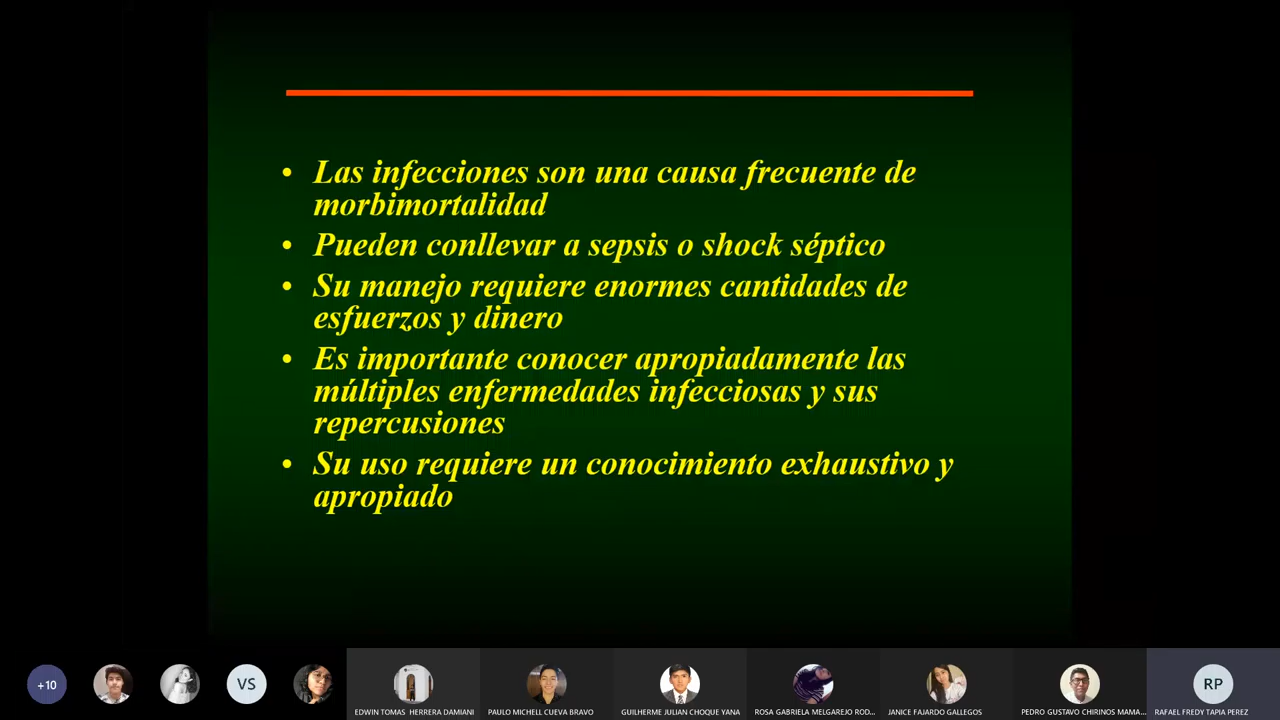 • Las infecciones son una causa frecuente de
morbimortalidad
• Pueden conllevar a sepsis o shock séptico
• Su manejo requiere enormes cantidades de
esfuerzos y dinero
• Es importante conocer apropiadamente las
múltiples enfermedades infecciosas y sus
repercusiones
• Su uso requiere un conocimiento exhaustivo y
apropiado
+10
VS
RP
EDWIN TOMAS HERRERA DAMIANI
PAULO MICHELL CUEVA BRAVO
GUILHERME JULIAN CHOQUE YANA
ROSA GABRIELA MELGAREJO ROD...
JANICE FAJARDO GALLEGOS
PEDRO GUSTAVO CHIRINOS MAMA...
RAFAEL FREDY TAPIA PEREZ